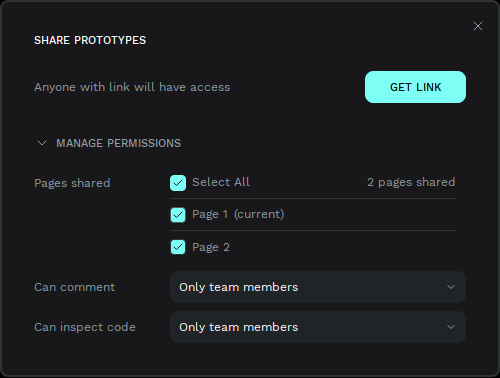 SHARE PROTOTYPES
Anyone with link will have access
GET LINK
MANAGE PERMISSIONS
Pages shared
Select All
2 pages shared
Page 1 (current)
Page 2
Can comment
Only team members
Can inspect code
Only team members